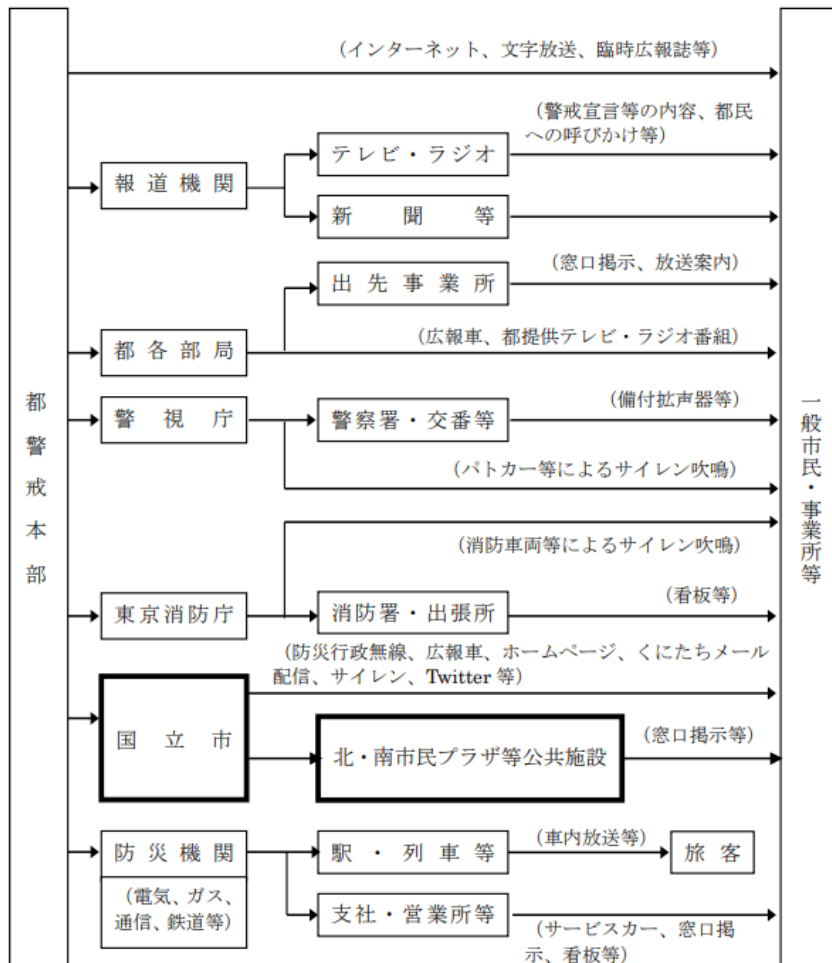 都警戒本部
（インターネット、文字放送、臨時広報誌等）
報道機関
テレビ・ラジオ
（警戒宣言等の内容、都民
への呼びかけ等）
新聞等
都各部局
出先事業所
（窓口掲示、放送案内）
（広報車、都提供テレビ・ラジオ番組）
警視庁
警察署・交番等
（備付拡声器等）
（パトカー等によるサイレン吹鳴）
（消防車両等によるサイレン吹鳴）
東京消防庁
消防署・出張所
（看板等）
（防災行政無線、広報車、ホームページ、くにたちメール
配信、サイレン、Twitter 等）
国立市
北・南市民プラザ等公共施設
（窓口掲示等）
防災機関
（電気、ガス、
通信、鉄道等）
駅・列車等
（車内放送等）
旅客
支社・営業所等
（サービスカー、窓口掲
示、看板等）
一般市民・事業所等